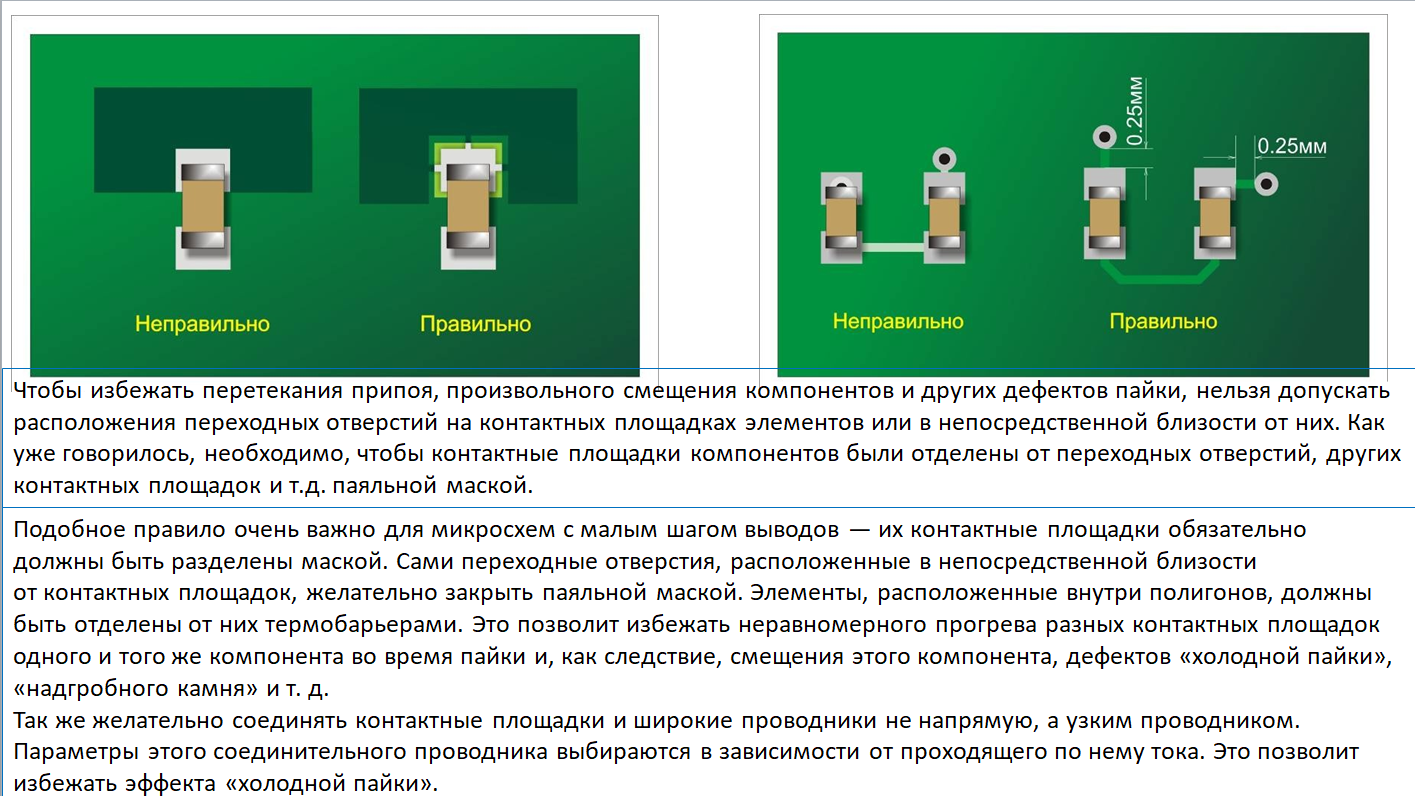 0.25мм
0.25мм
Неправильно
Правильно
Неправильно
Правильно
Чтобы избежать перетекания припоя, произвольного смещения компонентов и других дефектов пайки, нельзя допускать
расположения переходных отверстий на контактных площадках элементов или в непосредственной близости от них. Как
уже говорилось, необходимо, чтобы контактные площадки компонентов были отделены от переходных отверстий, других
контактных площадок и т.д. паяльной маской.
Подобное правило очень важно для микросхем с малым шагом выводов — их контактные площадки обязательно
должны быть разделены маской. Сами переходные отверстия, расположенные в непосредственной близости
от контактных площадок, желательно закрыть паяльной маской. Элементы, расположенные внутри полигонов, должны
быть отделены от них термобарьерами. Это позволит избежать неравномерного прогрева разных контактных площадок
одного и того же компонента во время пайки и, как следствие, смещения этого компонента, дефектов «холодной пайки»,
«надгробного камня» и т. д.
Так же желательно соединять контактные площадки и широкие проводники не напрямую, а узким проводником.
Параметры этого соединительного проводника выбираются в зависимости от проходящего по нему тока. Это позволит
избежать эффекта «холодной пайки».